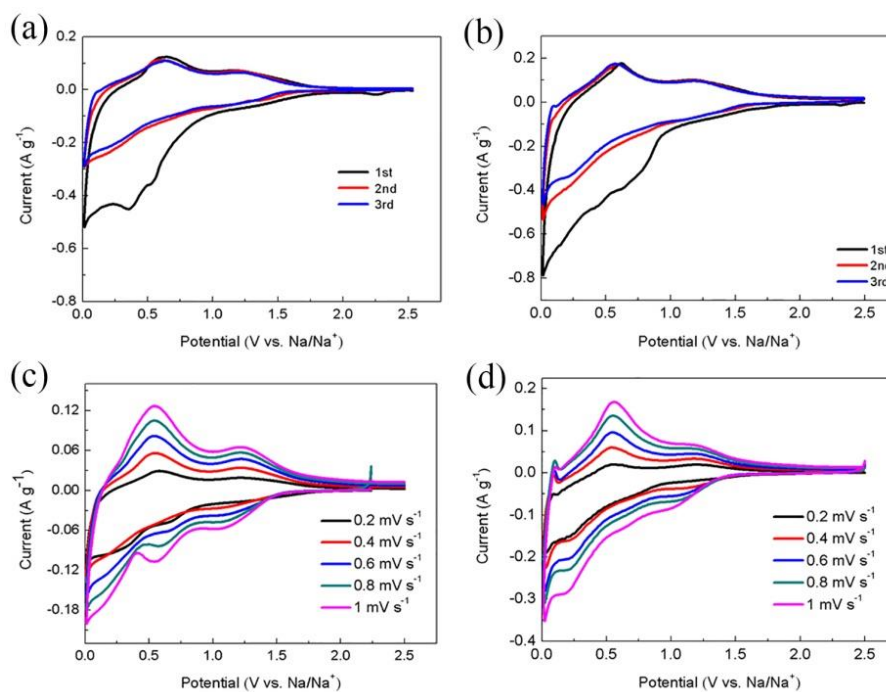 (a)
0.2
0.0
-0.2
-0.4
-0.6
-0.8
Current (A g⁻¹)
1st
2nd
3rd
0.0 0.5 1.0 1.5 2.0 2.5
Potential (V vs. Na/Na⁺)
(b)
0.4
0.2
0.0
-0.2
-0.4
-0.6
-0.8
Current (A g⁻¹)
1st
2nd
3rd
0.0 0.5 1.0 1.5 2.0 2.5
Potential (V vs. Na/Na⁺)
(c)
0.12
0.06
0.00
-0.06
-0.12
-0.18
Current (A g⁻¹)
0.2 mV s⁻¹
0.4 mV s⁻¹
0.6 mV s⁻¹
0.8 mV s⁻¹
1 mV s⁻¹
0.0 0.5 1.0 1.5 2.0 2.5
Potential (V vs. Na/Na⁺)
(d)
0.2
0.1
0.0
-0.1
-0.2
-0.3
-0.4
Current (A g⁻¹)
0.2 mV s⁻¹
0.4 mV s⁻¹
0.6 mV s⁻¹
0.8 mV s⁻¹
1 mV s⁻¹
0.0 0.5 1.0 1.5 2.0 2.5
Potential (V vs. Na/Na⁺)